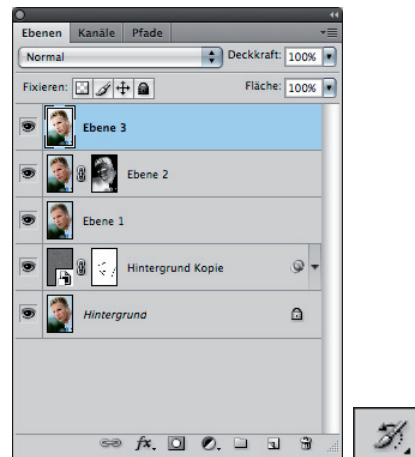 Ebenen Kanäle Pfade
Normal Deckkraft: 100%
Fixieren: Fläche: 100%
Ebene 3
Ebene 2
Ebene 1
Hintergrund Kopie
Hintergrund
fx.